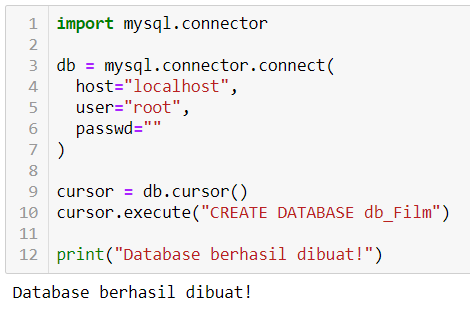 1 import mysql.connector
2
3 db = mysql.connector.connect(
4   host="localhost",
5   user="root",
6   passwd=""
7 )
8
9 cursor = db.cursor()
10 cursor.execute("CREATE DATABASE db_Film")
11
12 print("Database berhasil dibuat!")
Database berhasil dibuat!